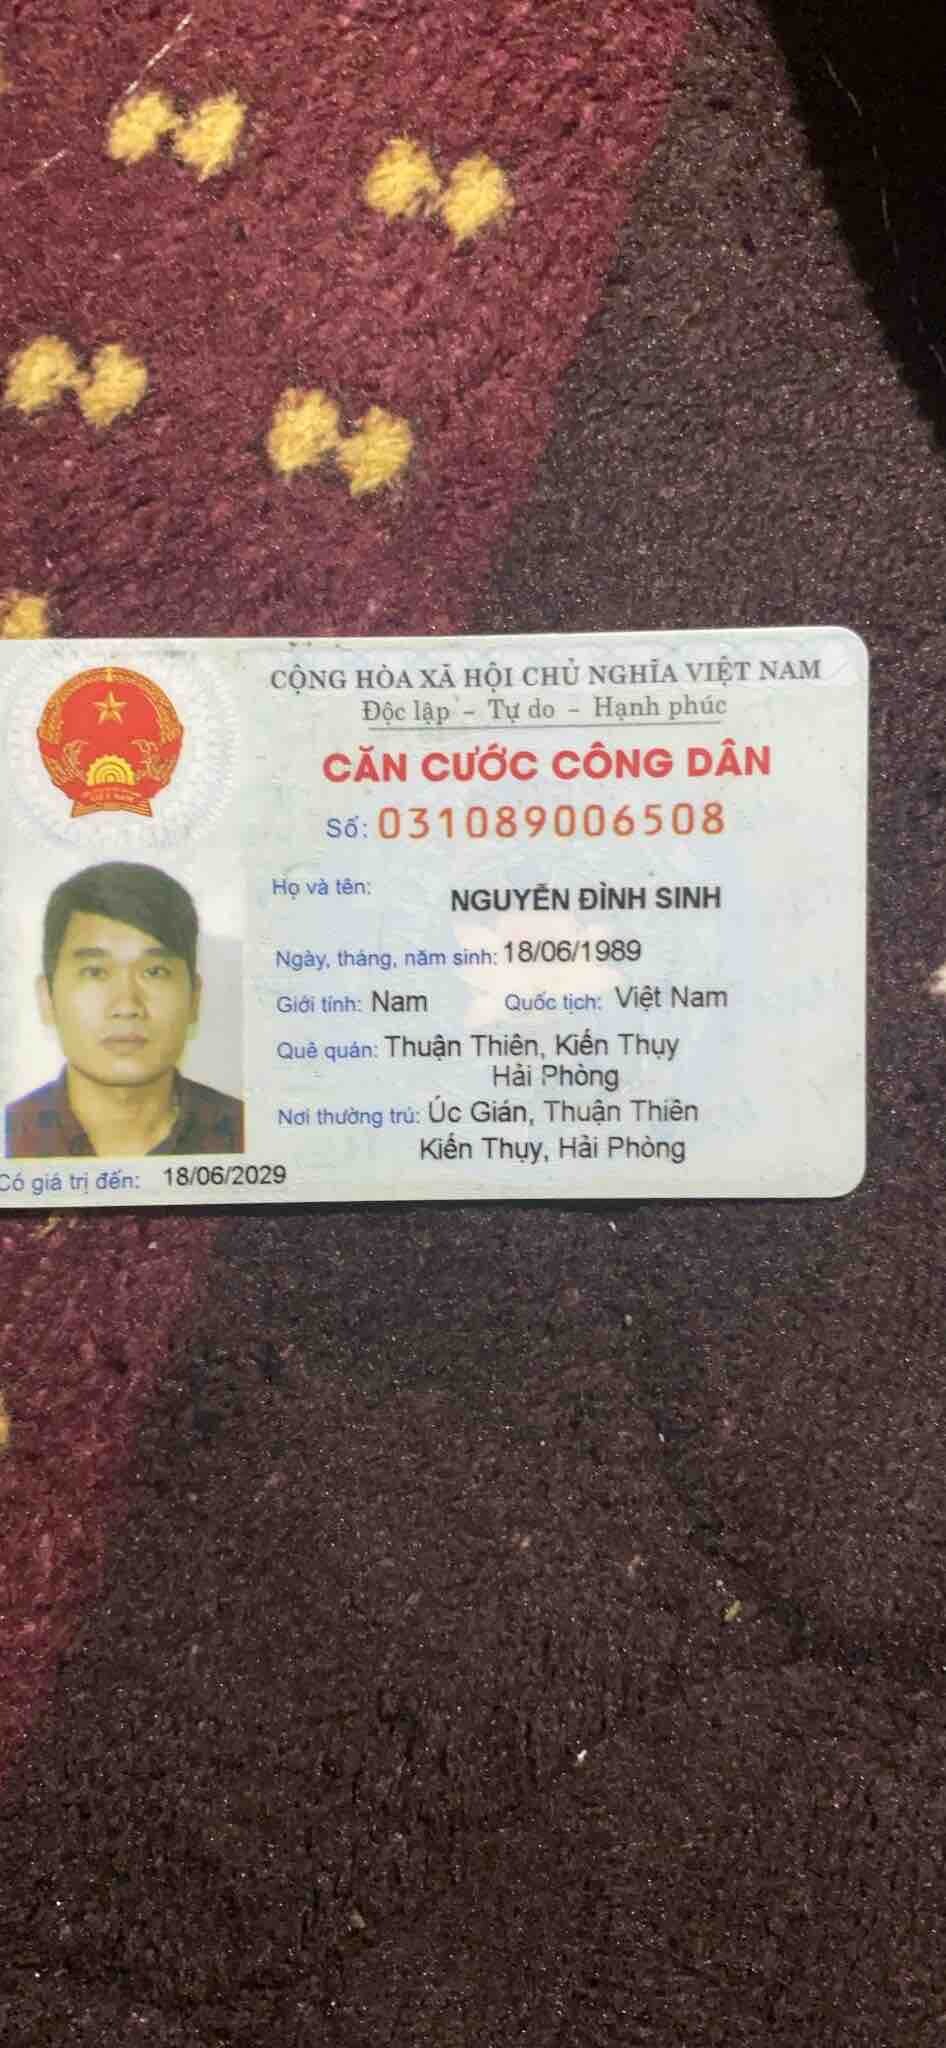 CỘNG HÒA XÃ HỘI CHỦ NGHĨA VIỆT NAM
Độc lập - Tự do - Hạnh phúc
CĂN CƯỚC CÔNG DÂN
Số: 031089006508
Họ và tên: NGUYỄN ĐÌNH SINH
Ngày, tháng, năm sinh: 18/06/1989
Giới tính: Nam Quốc tịch: Việt Nam
Quê quán: Thuận Thiên, Kiến Thụy
Hải Phòng
Nơi thường trú: Úc Gián, Thuận Thiên
Kiến Thụy, Hải Phòng
Có giá trị đến: 18/06/2029